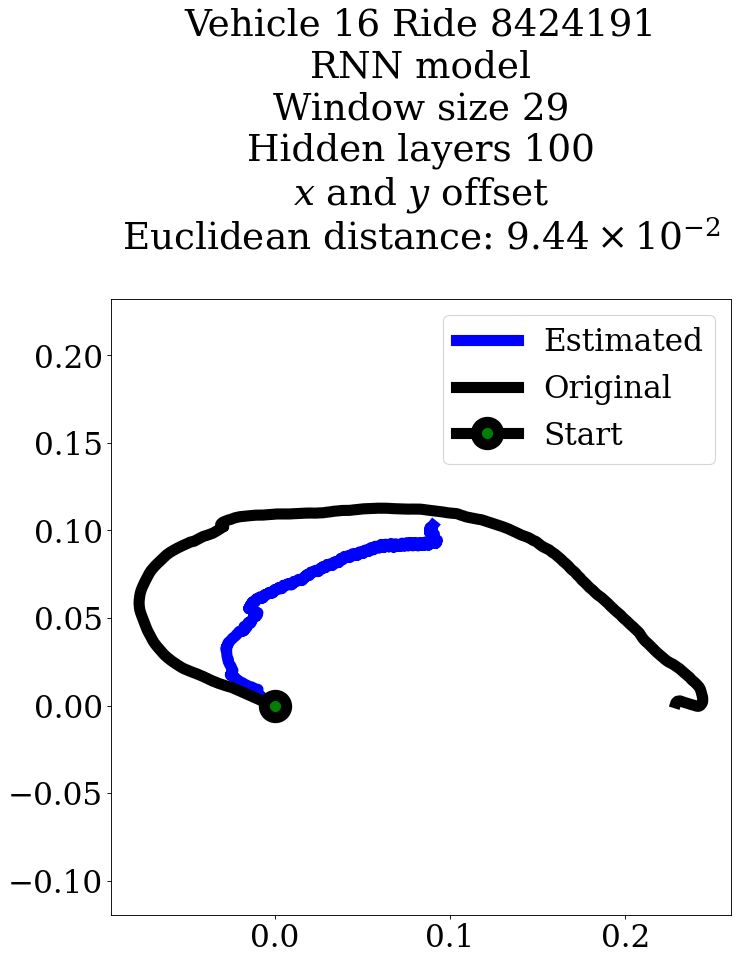 Vehicle 16 Ride 8424191
RNN model
Window size 29
Hidden layers 100
x and y offset
Euclidean distance: 9.44 × 10⁻²
Estimated
Original
Start
0.20
0.15
0.10
0.05
0.00
−0.05
−0.10
0.0 0.1 0.2